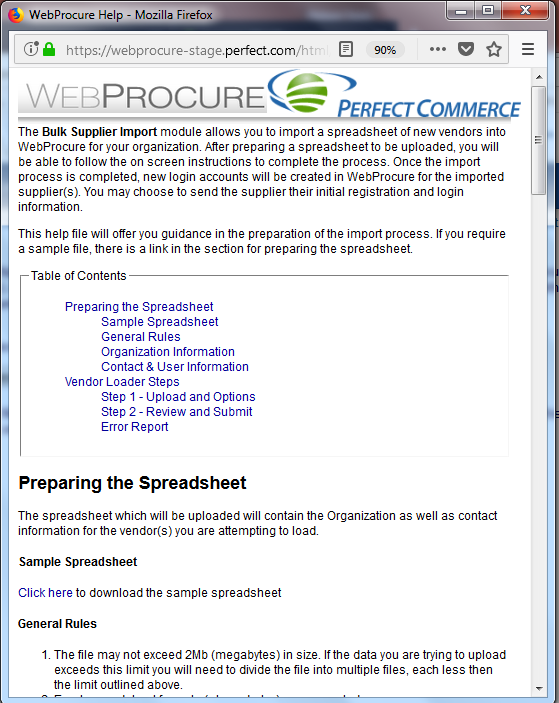 WebProcure Help - Mozilla Firefox
https://webprocure-stage.perfect.com/htm
90%
WEBPROCURE PERFECT COMMERCE
The Bulk Supplier Import module allows you to import a spreadsheet of new vendors into
WebProcure for your organization. After preparing a spreadsheet to be uploaded, you will
be able to follow the on screen instructions to complete the process. Once the import
process is completed, new login accounts will be created in WebProcure for the imported
supplier(s). You may choose to send the supplier their initial registration and login
information.
This help file will offer you guidance in the preparation of the import process. If you require
a sample file, there is a link in the section for preparing the spreadsheet.
Table of Contents
Preparing the Spreadsheet
Sample Spreadsheet
General Rules
Organization Information
Contact & User Information
Vendor Loader Steps
Step 1 - Upload and Options
Step 2 - Review and Submit
Error Report
Preparing the Spreadsheet
The spreadsheet which will be uploaded will contain the Organization as well as contact
information for the vendor(s) you are attempting to load.
Sample Spreadsheet
Click here to download the sample spreadsheet
General Rules
1. The file may not exceed 2Mb (megabytes) in size. If the data you are trying to upload
exceeds this limit you will need to divide the file into multiple files, each less then
the limit outlined above.